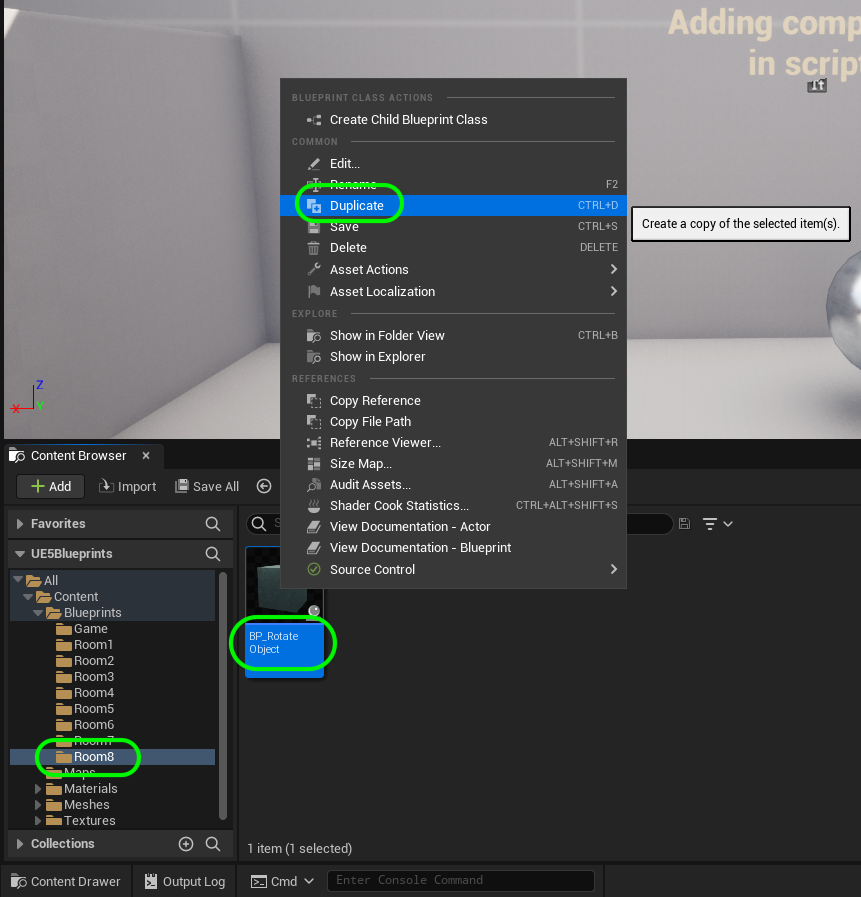 Adding comp
in script
BLUEPRINT CLASS ACTIONS
Create Child Blueprint Class
COMMON
Edit...
Rename F2
Duplicate CTRL+D
Create a copy of the selected item(s).
Save CTRL+S
Delete DELETE
Asset Actions
Asset Localization
EXPLORE
Show in Folder View CTRL+B
Show in Explorer
REFERENCES
Copy Reference
Copy File Path
Reference Viewer... ALT+SHIFT+R
Size Map... ALT+SHIFT+M
Audit Assets... ALT+SHIFT+A
Shader Cook Statistics... CTRL+ALT+SHIFT+S
View Documentation - Actor
View Documentation - Blueprint
Source Control
Z
X
Y
Content Browser
Add Import Save All
Favorites
UE5Blueprints
All
Content
Blueprints
Game
Room1
Room2
Room3
Room4
Room5
Room6
Room7
Room8
Maps
Materials
Meshes
Textures
Collections
S
BP_Rotate
Object
1 item (1 selected)
Content Drawer Output Log Cmd Enter Console Command